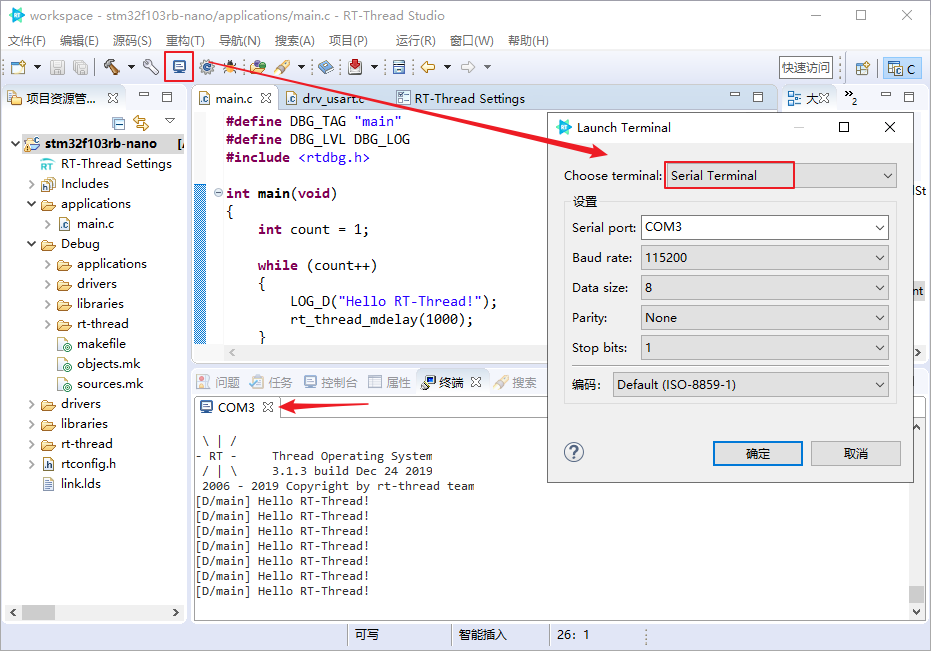 workspace - stm32f103rb-nano/applications/main.c - RT-Thread Studio
文件(F) 编辑(E) 源码(S) 重构(T) 导航(N) 搜索(A) 项目(P) 运行(R) 窗口(W) 帮助(H)
快速访问
C
项目资源管...
main.c
drv_usart.c
RT-Thread Settings
大
2
stm32f103rb-nano
RT-Thread Settings
Includes
applications
main.c
Debug
applications
drivers
libraries
rt-thread
makefile
objects.mk
sources.mk
drivers
libraries
rt-thread
rtconfig.h
link.lds
#define DBG_TAG "main"
#define DBG_LVL DBG_LOG
#include <rtdbg.h>
int main(void)
{
int count = 1;
while (count++)
{
LOG_D("Hello RT-Thread!");
rt_thread_mdelay(1000);
}
Launch Terminal
Choose terminal: Serial Terminal
设置
Serial port: COM3
Baud rate: 115200
Data size: 8
Parity: None
Stop bits: 1
编码: Default (ISO-8859-1)
?
确定 取消
St
nt
问题 任务 控制台 属性 终端 搜索
COM3
\ | /
- RT - Thread Operating System
/ | \ 3.1.3 build Dec 24 2019
2006 - 2019 Copyright by rt-thread team
[D/main] Hello RT-Thread!
[D/main] Hello RT-Thread!
[D/main] Hello RT-Thread!
[D/main] Hello RT-Thread!
[D/main] Hello RT-Thread!
[D/main] Hello RT-Thread!
[D/main] Hello RT-Thread!
可写 智能插入 26: 1